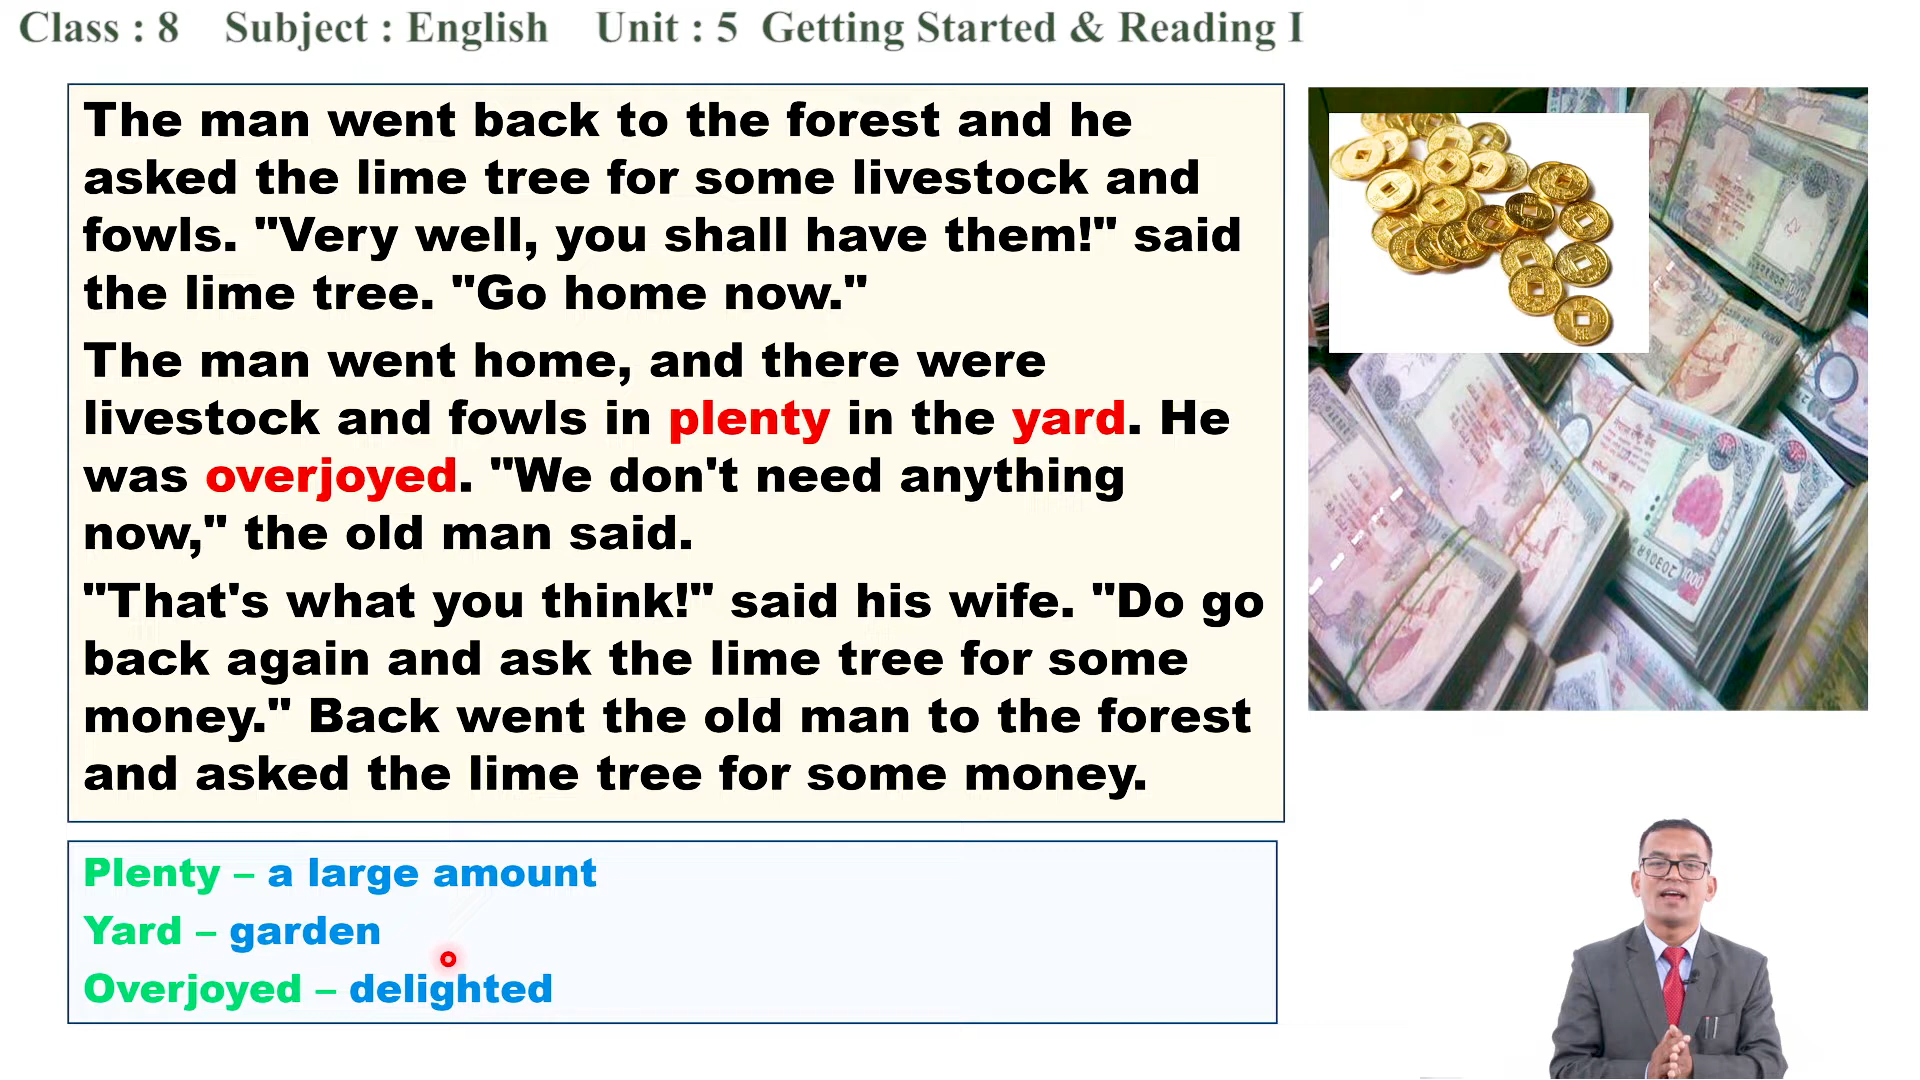 Class : 8 Subject : English Unit : 5 Getting Started & Reading I
The man went back to the forest and he
asked the lime tree for some livestock and
fowls. "Very well, you shall have them!" said
the lime tree. "Go home now."
The man went home, and there were
livestock and fowls in plenty in the yard. He
was overjoyed. "We don't need anything
now," the old man said.
"That's what you think!" said his wife. "Do go
back again and ask the lime tree for some
money." Back went the old man to the forest
and asked the lime tree for some money.
Plenty – a large amount
Yard – garden
Overjoyed – delighted